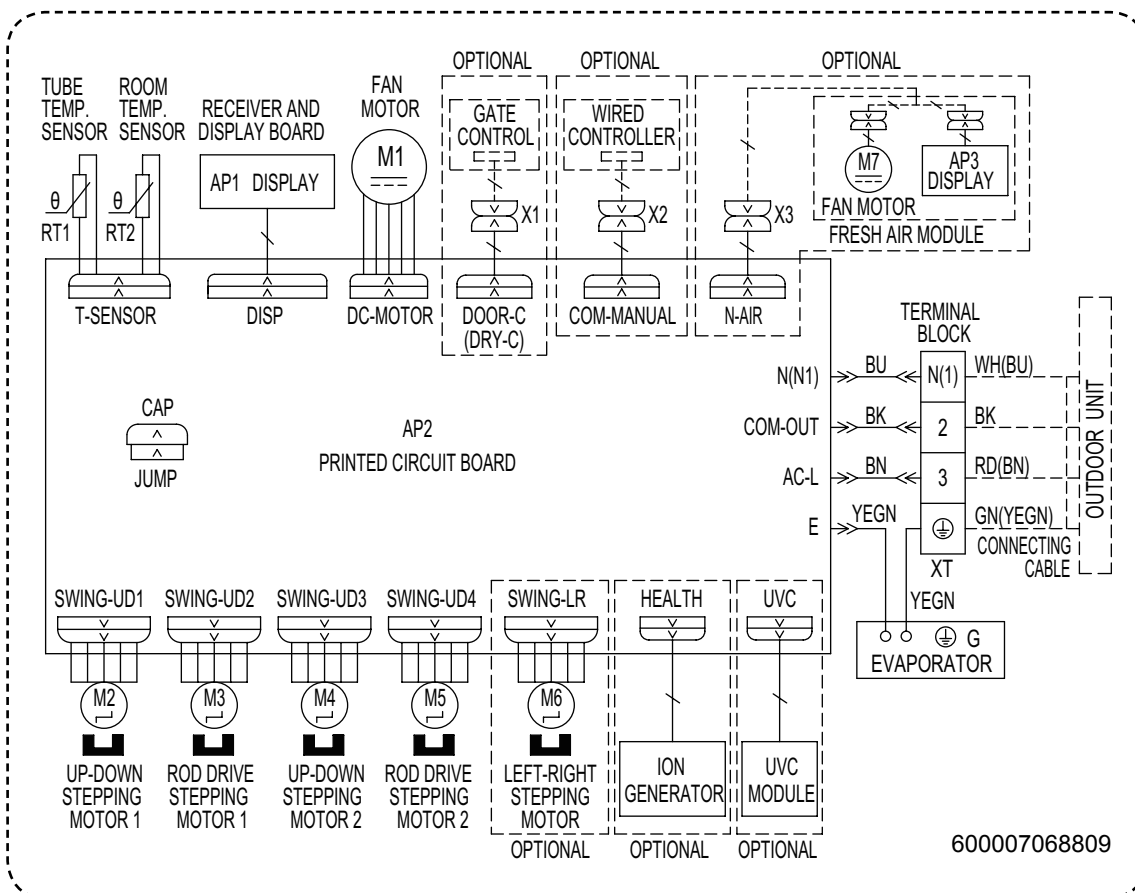 OPTIONAL
OPTIONAL
OPTIONAL
TUBE
TEMP.
SENSOR
ROOM
TEMP.
SENSOR
RECEIVER AND
DISPLAY BOARD
FAN
MOTOR
GATE
CONTROL
WIRED
CONTROLLER
θ
RT1
θ
RT2
AP1 DISPLAY
M1
X1
X2
X3
M7
AP3
DISPLAY
FAN MOTOR
FRESH AIR MODULE
T-SENSOR
DISP
DC-MOTOR
DOOR-C
(DRY-C)
COM-MANUAL
N-AIR
TERMINAL
BLOCK
N(N1)
BU
N(1)
WH(BU)
COM-OUT
BK
2
BK
AC-L
BN
3
RD(BN)
E
YEGN
GN(YEGN)
CONNECTING
CABLE
OUTDOOR UNIT
XT
YEGN
G
EVAPORATOR
CAP
JUMP
AP2
PRINTED CIRCUIT BOARD
SWING-UD1
SWING-UD2
SWING-UD3
SWING-UD4
SWING-LR
HEALTH
UVC
M2
M3
M4
M5
M6
UP-DOWN
STEPPING
MOTOR 1
ROD DRIVE
STEPPING
MOTOR 1
UP-DOWN
STEPPING
MOTOR 2
ROD DRIVE
STEPPING
MOTOR 2
LEFT-RIGHT
STEPPING
MOTOR
ION
GENERATOR
UVC
MODULE
OPTIONAL
OPTIONAL
OPTIONAL
600007068809